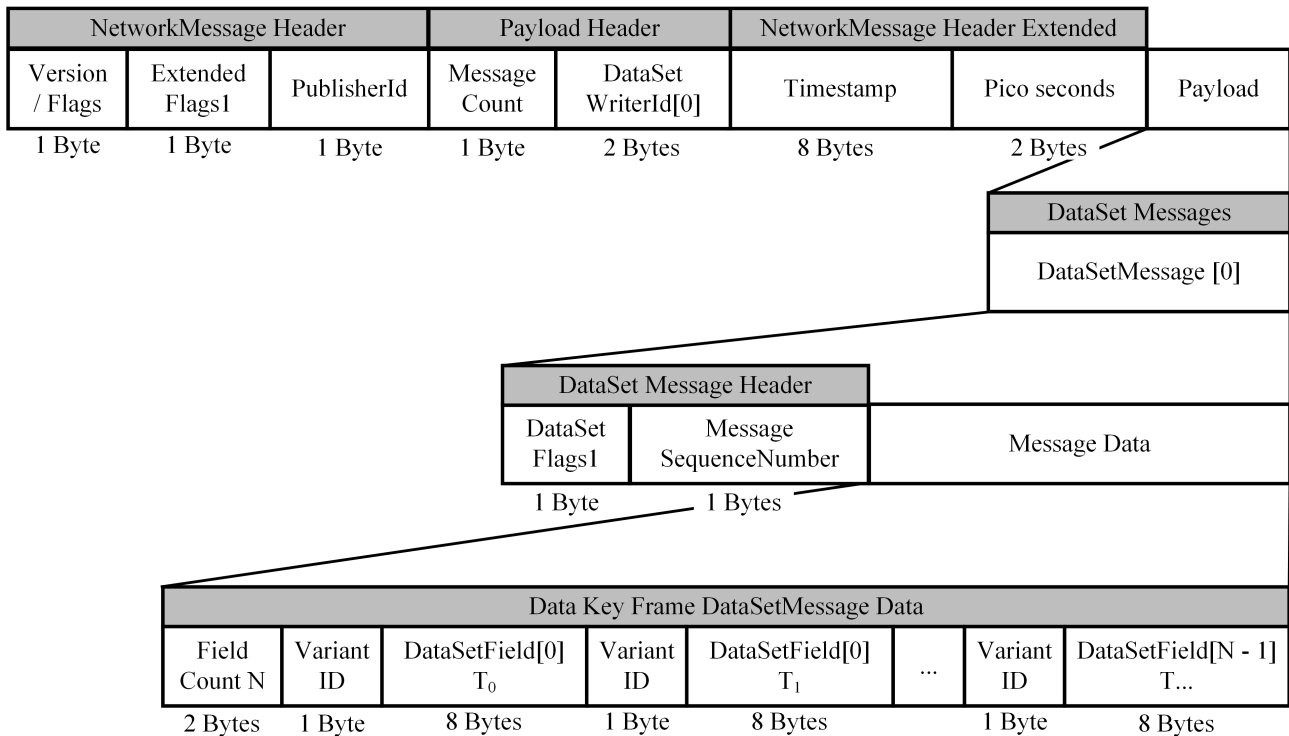 NetworkMessage Header
Payload Header
NetworkMessage Header Extended
Version
/ Flags
Extended
Flags1
PublisherId
Message
Count
DataSet
WriterId[0]
Timestamp
Pico seconds
Payload
1 Byte
1 Byte
1 Byte
1 Byte
2 Bytes
8 Bytes
2 Bytes
DataSet Messages
DataSetMessage [0]
DataSet Message Header
DataSet
Flags1
Message
SequenceNumber
Message Data
1 Byte
1 Bytes
Data Key Frame DataSetMessage Data
Field
Count N
Variant
ID
DataSetField[0]
T₀
Variant
ID
DataSetField[0]
T₁
...
Variant
ID
DataSetField[N - 1]
T...
2 Bytes
1 Byte
8 Bytes
1 Byte
8 Bytes
1 Byte
8 Bytes